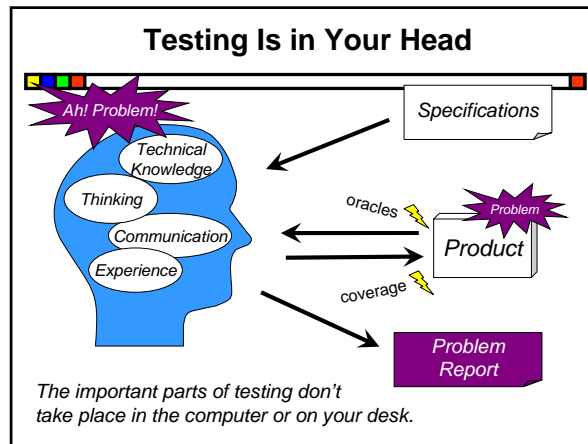 Testing Is in Your Head
Ah! Problem!
Specifications
Technical
Knowledge
Thinking
Communication
Experience
oracles
Problem
Product
coverage
Problem
Report
The important parts of testing don't
take place in the computer or on your desk.